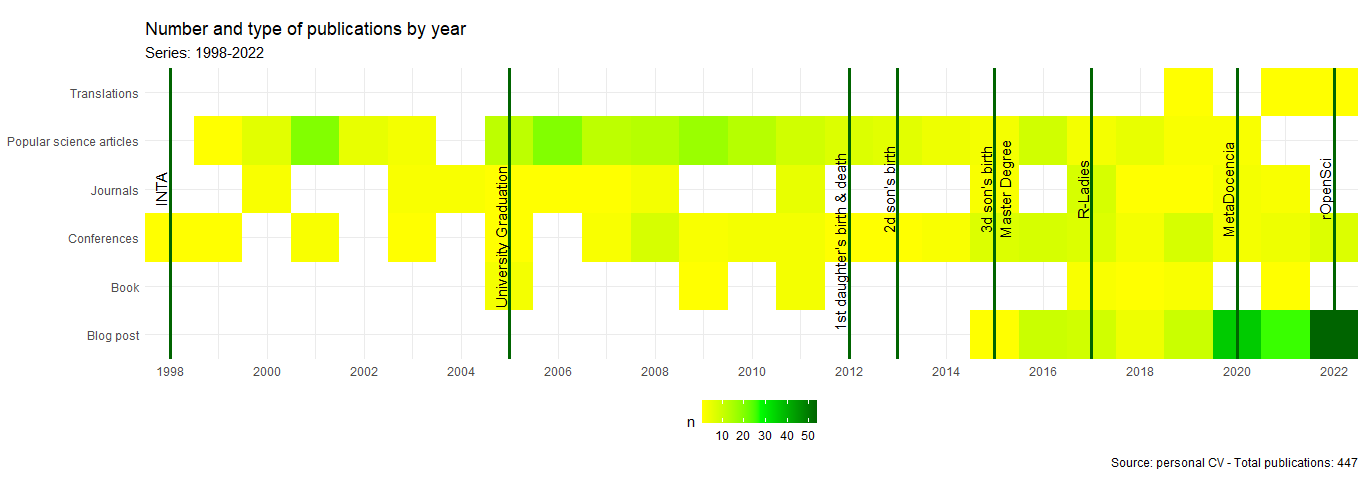 Number and type of publications by year
Series: 1998-2022
Translations
Popular science articles
Journals
Conferences
Book
Blog post
INTA
University Graduation
1st daughter's birth & death
2d son's birth
3d son's birth
Master Degree
R-Ladies
MetaDocencia
rOpenSci
1998 2000 2002 2004 2006 2008 2010 2012 2014 2016 2018 2020 2022
n
10 20 30 40 50
Source: personal CV - Total publications: 447